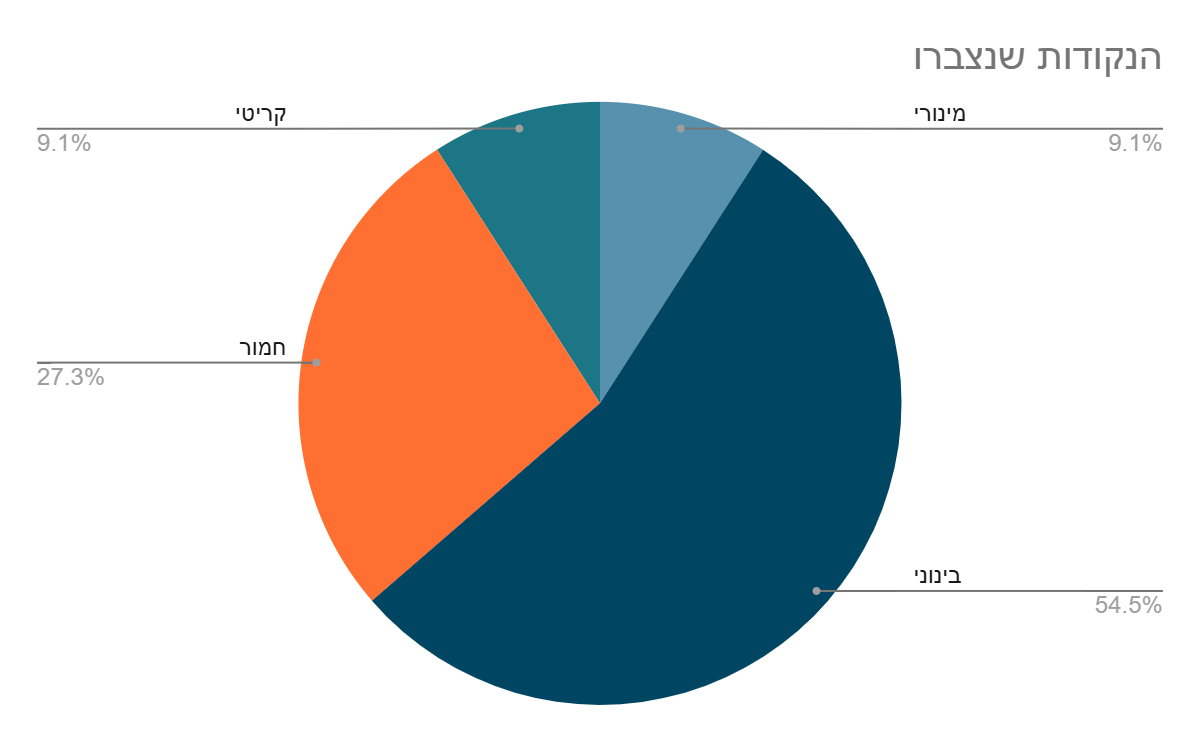 הנקודות שנצברו
מינורי
9.1%
בינוני
54.5%
חמור
27.3%
קריטי
9.1%